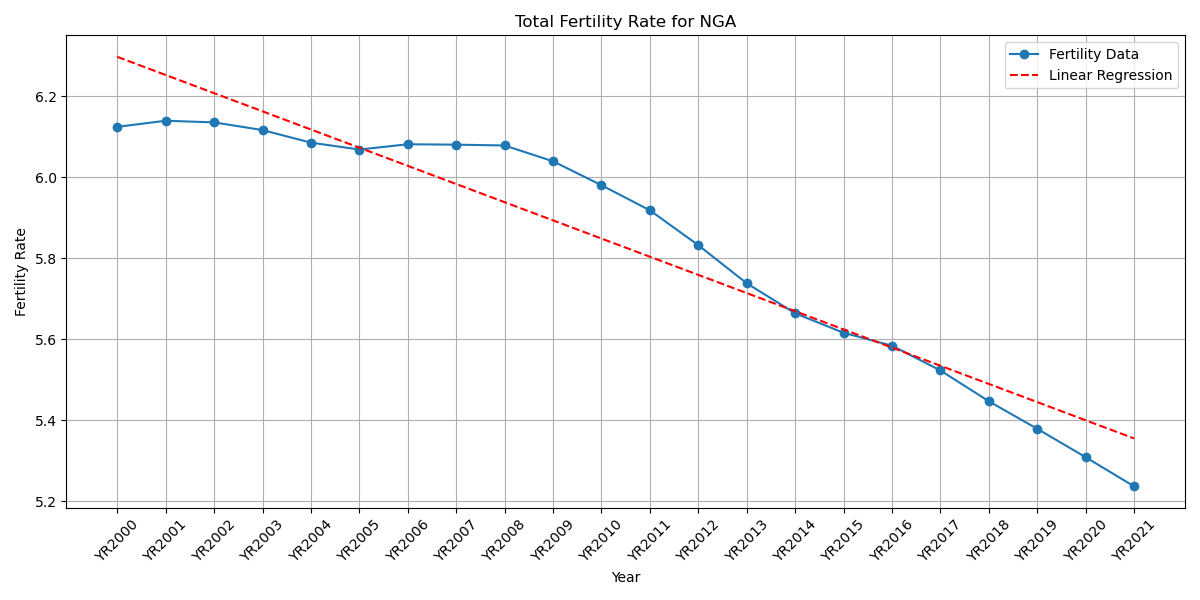 Total Fertility Rate for NGA
Fertility Data
Linear Regression
Fertility Rate
6.2
6.0
5.8
5.6
5.4
5.2
YR2000
YR2001
YR2002
YR2003
YR2004
YR2005
YR2006
YR2007
YR2008
YR2009
YR2010
YR2011
YR2012
YR2013
YR2014
YR2015
YR2016
YR2017
YR2018
YR2019
YR2020
YR2021
Year